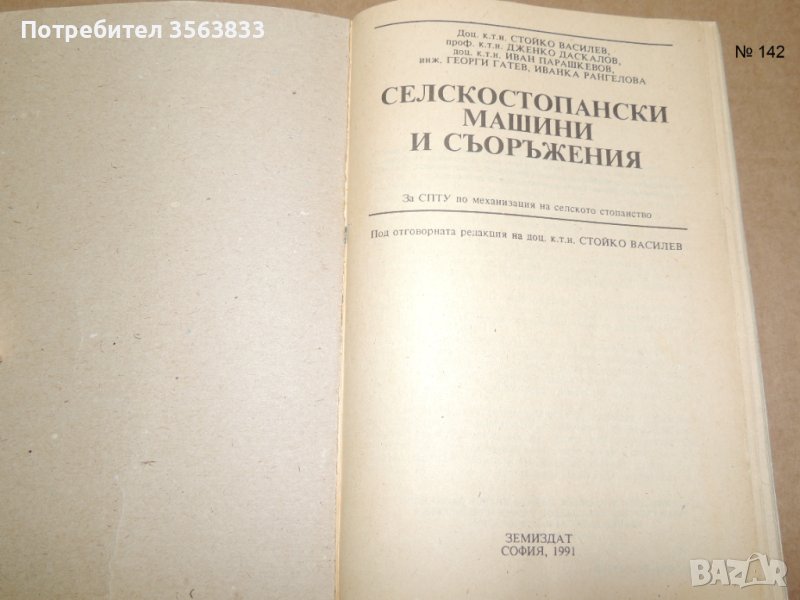 Потребител 3563833
№ 142
Доц. к.т.н. СТОЙКО ВАСИЛЕВ,
проф. к.т.н. ДЖЕНКО ДАСКАЛОВ,
доц. к.т.н. ИВАН ПАРАШКЕВОВ,
инж. ГЕОРГИ ГАТЕВ, ИВАНКА РАНГЕЛОВА
СЕЛСКОСТОПАНСКИ
МАШИНИ
И СЪОРЪЖЕНИЯ
За СПТУ по механизация на селското стопанство
Под отговорната редакция на доц. к.т.н. СТОЙКО ВАСИЛЕВ
ЗЕМИЗДАТ
СОФИЯ, 1991
BAZAR